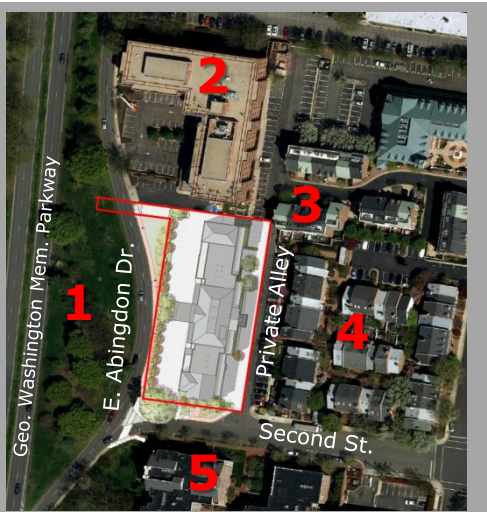 2
3
Geo. Washington Mem. Parkway
1
E. Abingdon Dr.
Private Alley
4
Second St.
5